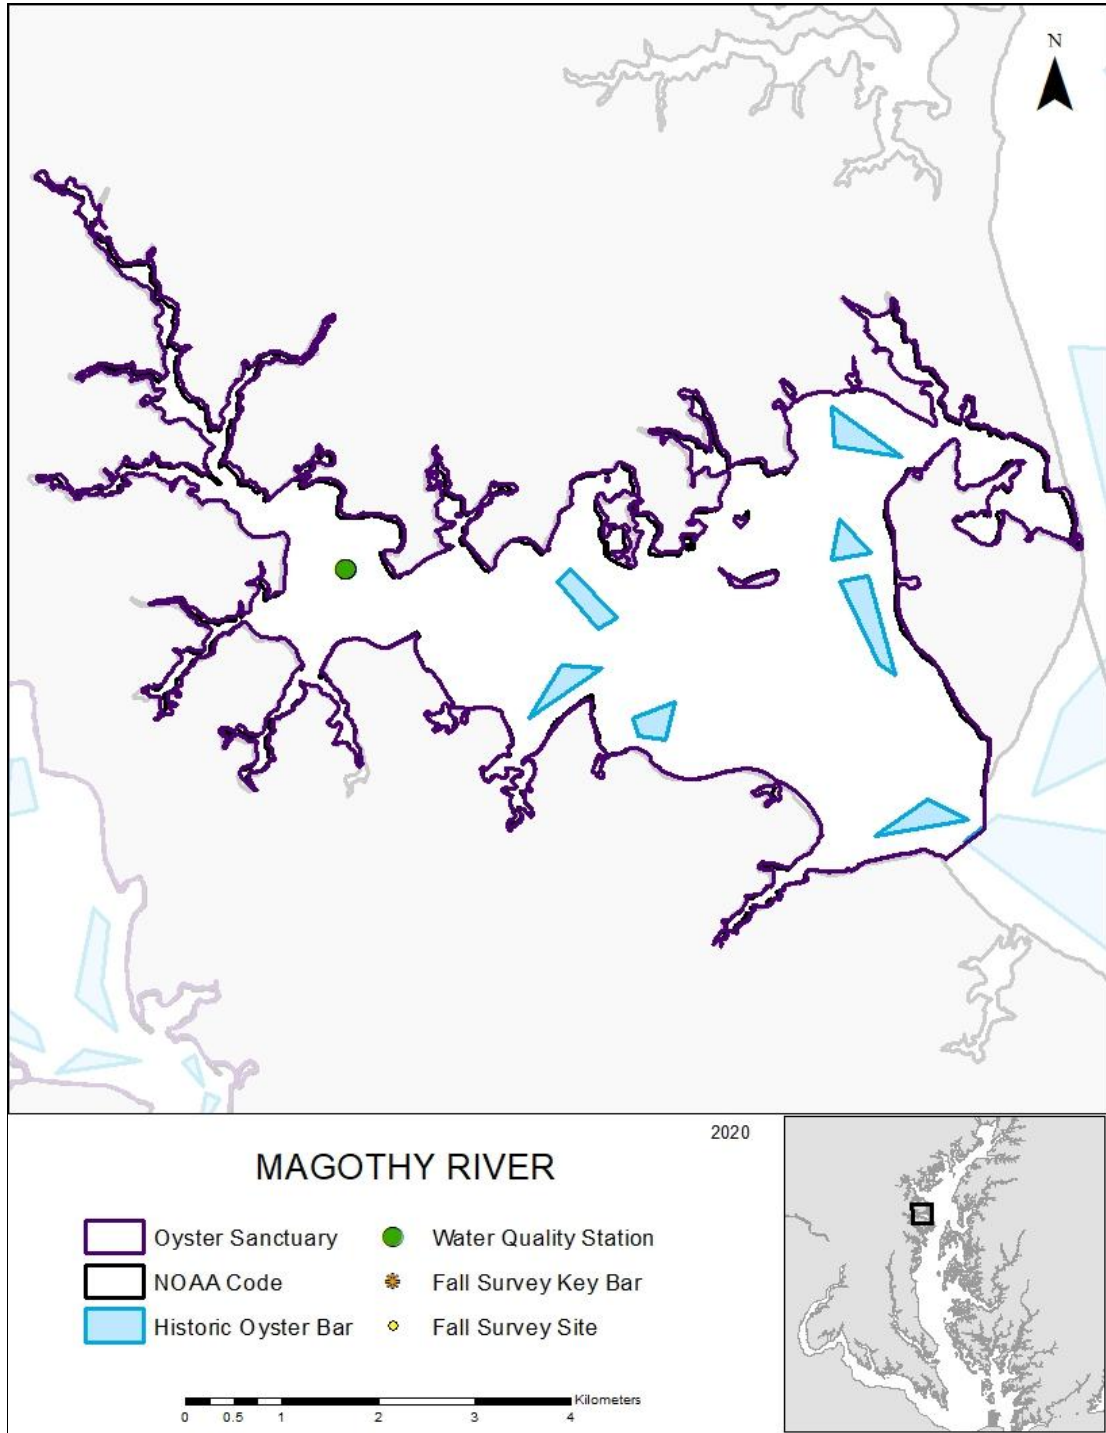 N
2020
MAGOTHY RIVER
Oyster Sanctuary
Water Quality Station
NOAA Code
Fall Survey Key Bar
Historic Oyster Bar
Fall Survey Site
Kilometers
0 0.5 1 2 3 4